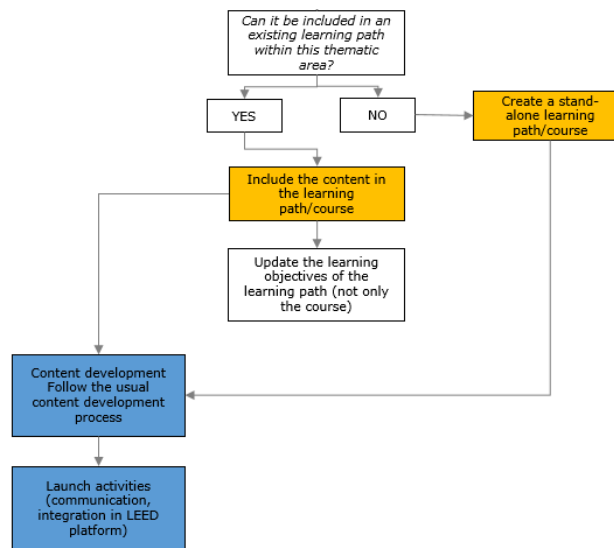 Can it be included in an
existing learning path
within this thematic
area?
YES
NO
Create a stand-
alone learning
path/course
Include the content in
the learning
path/course
Update the learning
objectives of the
learning path (not only
the course)
Content development
Follow the usual
content development
process
Launch activities
(communication,
integration in LEED
platform)